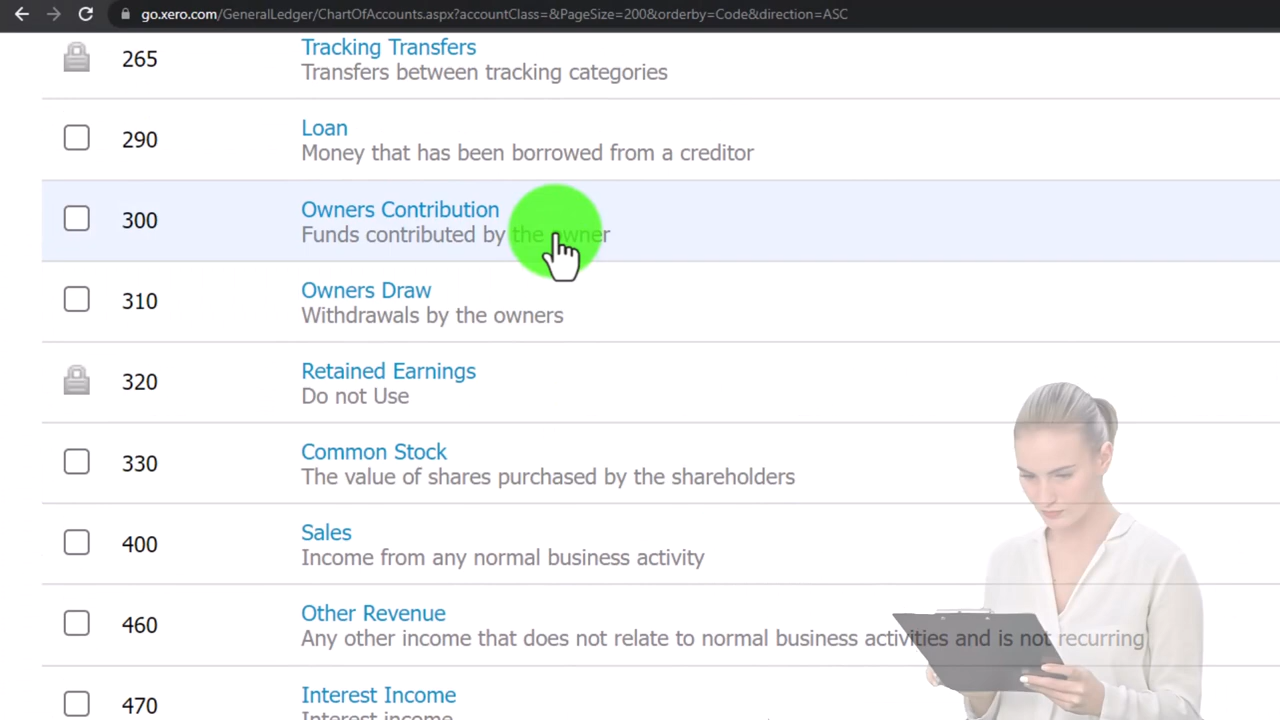 go.xero.com/GeneralLedger/ChartOfAccounts.aspx?accountClass=&PageSize=200&orderby=Code&direction=ASC
265 Tracking Transfers
Transfers between tracking categories
290 Loan
Money that has been borrowed from a creditor
300 Owners Contribution
Funds contributed by the owner
310 Owners Draw
Withdrawals by the owners
320 Retained Earnings
Do not Use
330 Common Stock
The value of shares purchased by the shareholders
400 Sales
Income from any normal business activity
460 Other Revenue
Any other income that does not relate to normal business activities and is not recurring
470 Interest Income
Interest income